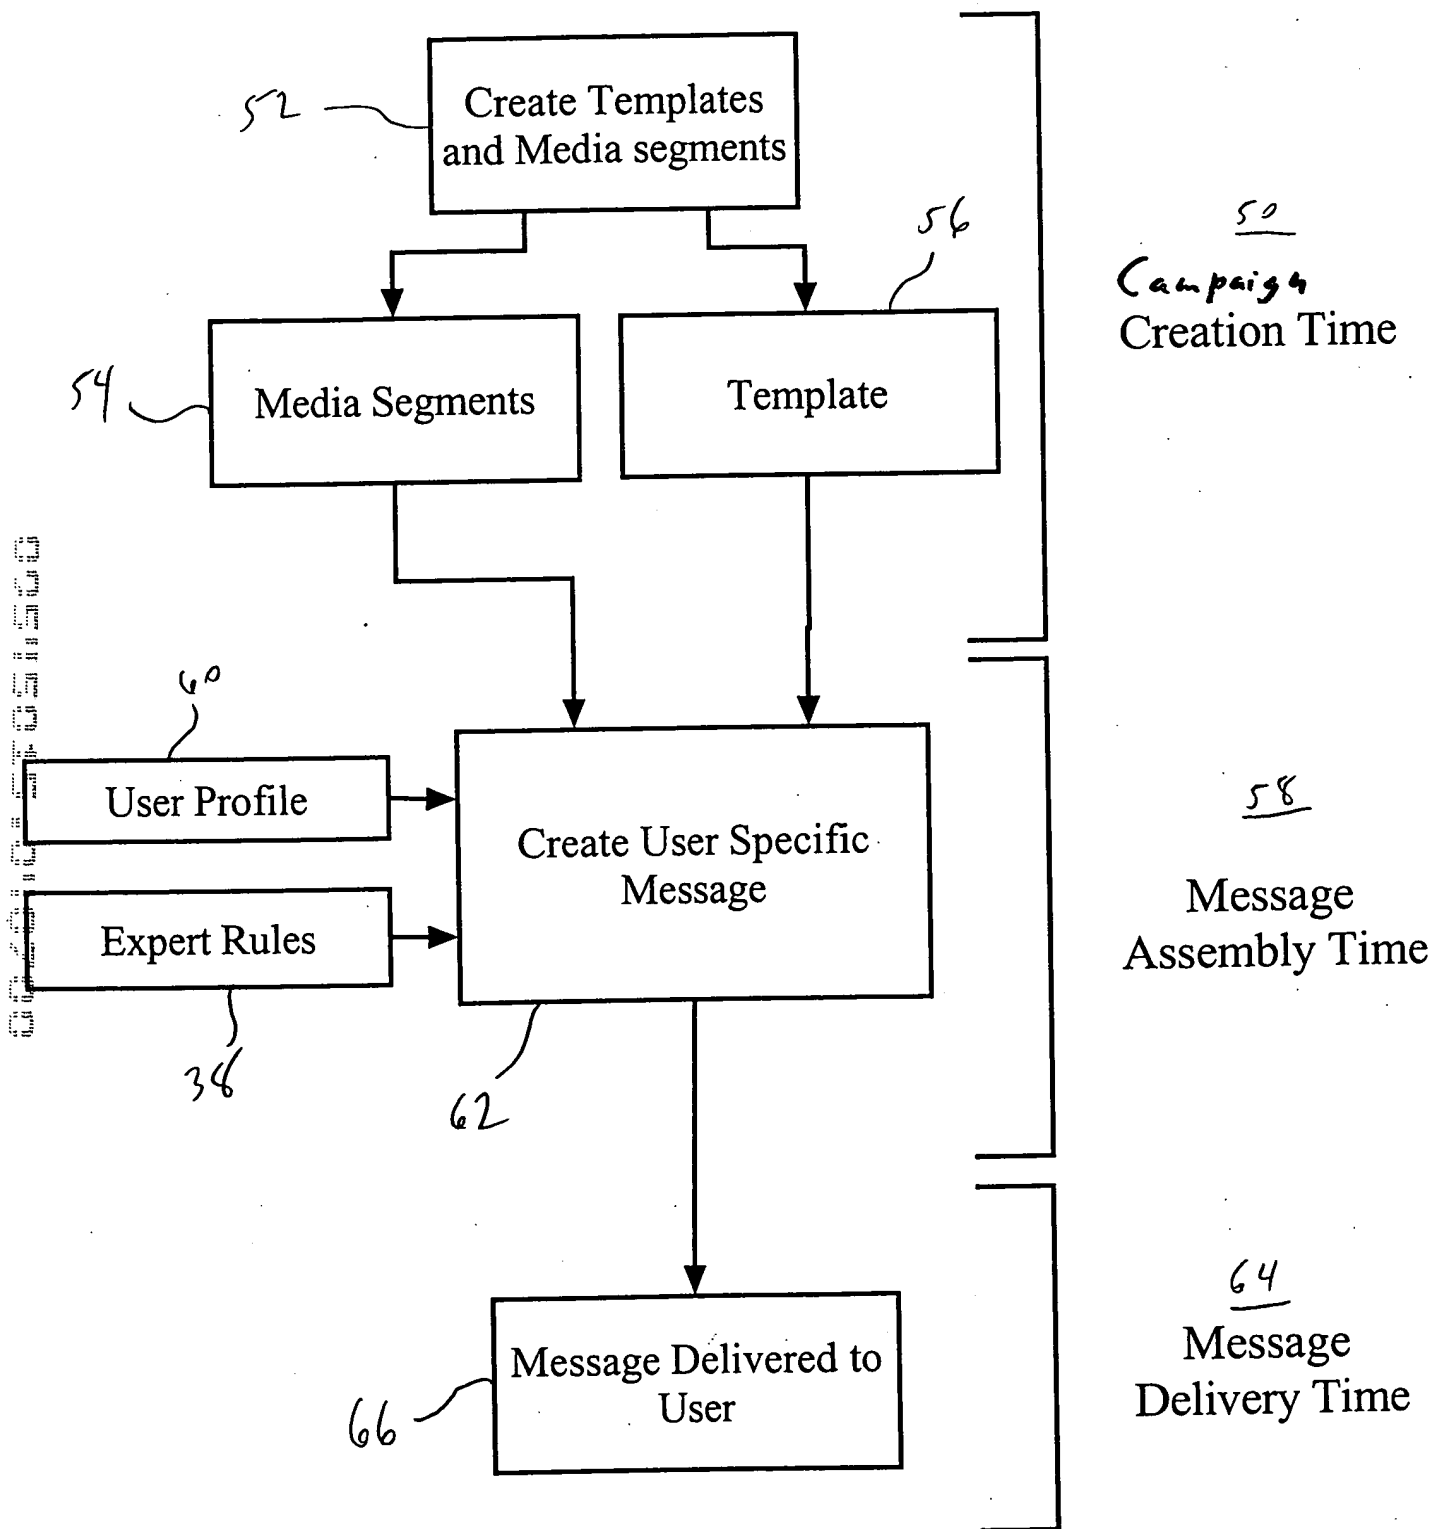 52
Create Templates
and Media segments
56
50
Campaign
Creation Time
54
Media Segments
Template
60
User Profile
Create User Specific
Message
58
Message
Assembly Time
Expert Rules
38
62
64
Message
Delivery Time
Message Delivered to
User
66